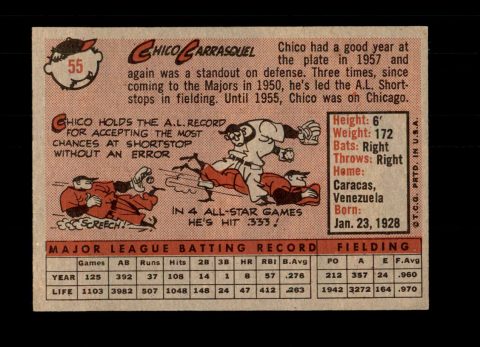 55
CHICO CARRASQUEL
Chico had a good year at
the plate in 1957 and
again was a standout on defense. Three times, since
coming to the Majors in 1950, he's led the A.L. Short-
stops in fielding. Until 1955, Chico was on Chicago.
CHICO HOLDS THE A.L. RECORD
FOR ACCEPTING THE MOST
CHANCES AT SHORTSTOP
WITHOUT AN ERROR
SCREECH!
IN 4 ALL-STAR GAMES
HE'S HIT .333!
Height: 6'
Weight: 172
Bats: Right
Throws: Right
Home:
Caracas,
Venezuela
Born:
Jan. 23, 1928
© T.C.G. PRTD. IN U.S.A.
MAJOR LEAGUE BATTING RECORD FIELDING
Games AB Runs Hits 2B 3B HR RBI B.Avg PO A E F.Avg
YEAR 125 392 37 108 14 1 8 57 .276 212 357 24 .960
LIFE 1103 3982 507 1048 148 21 47 412 .263 1942 3272 164 .970